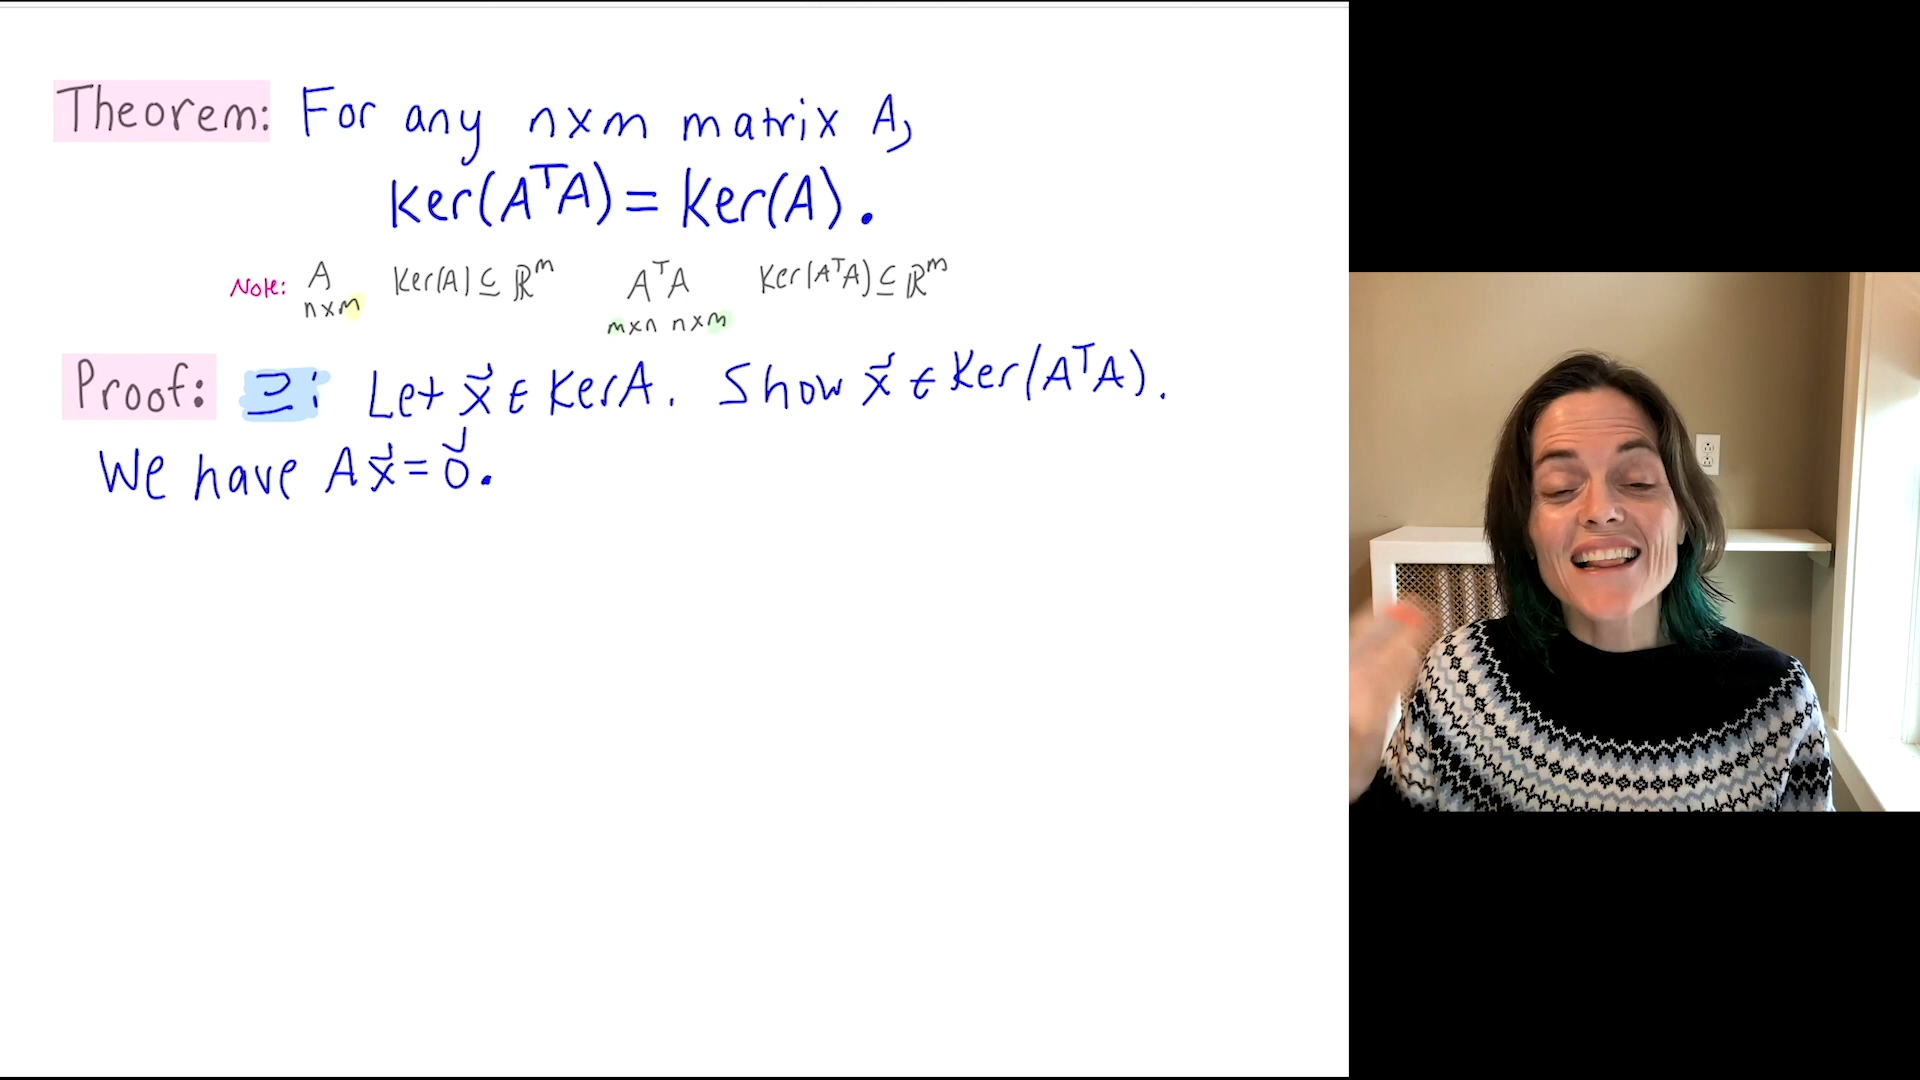 Theorem: For any n×m matrix A,
Ker(AᵀA) = Ker(A).
Note: A Ker(A) ⊆ ℝᵐ AᵀA Ker(AᵀA) ⊆ ℝᵐ
n×m m×n n×m
Proof: ⊇: Let x⃗ ∈ Ker A. Show x⃗ ∈ Ker(AᵀA).
We have Ax⃗ = 0⃗.